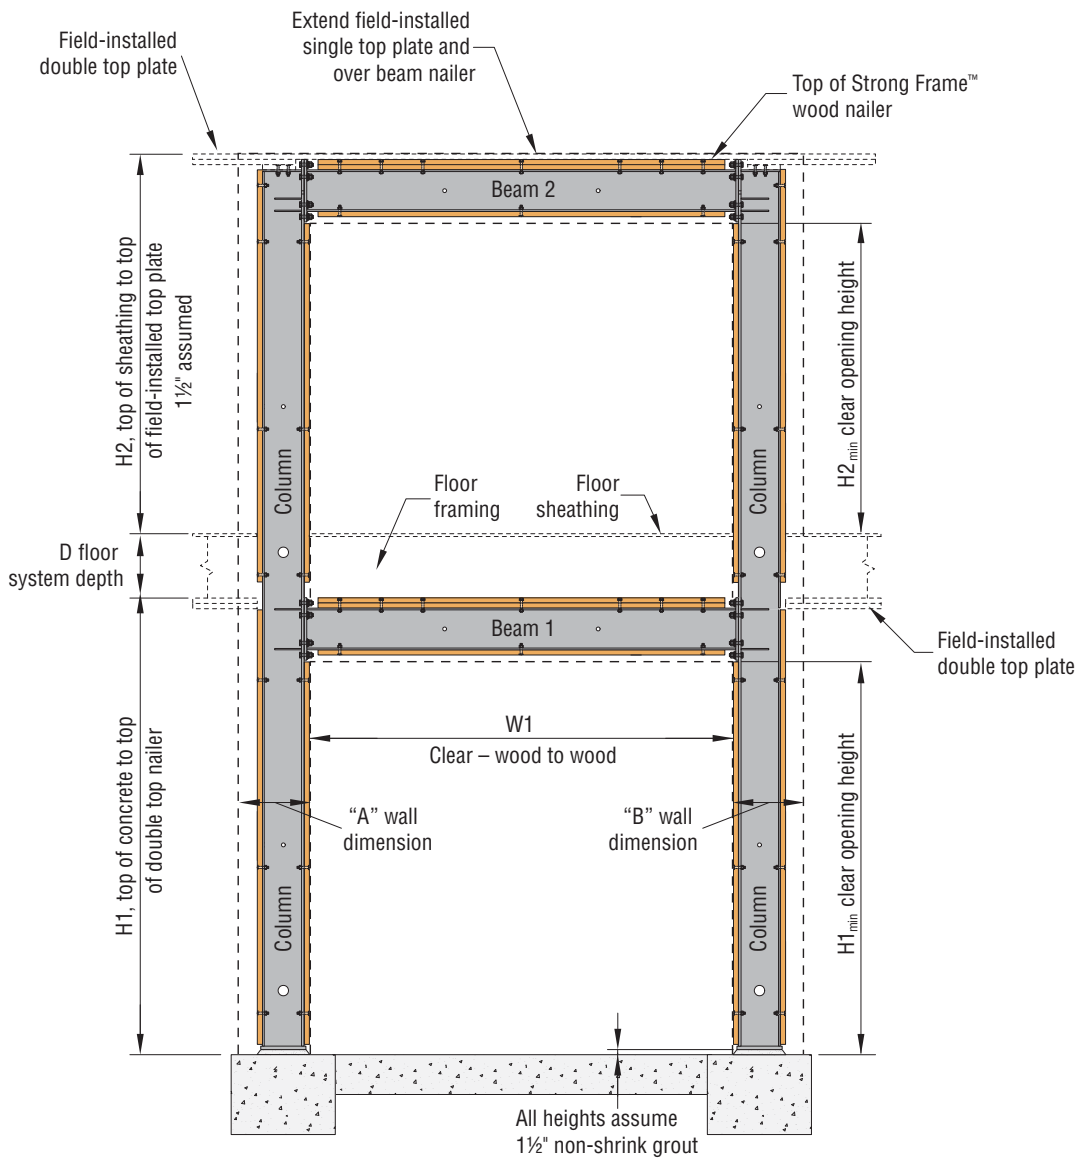 Extend field-installed
single top plate and
over beam nailer
Field-installed
double top plate
Top of Strong Frame™
wood nailer
Beam 2
H2, top of sheathing to top
of field-installed top plate
1½" assumed
H2min clear opening height
Column
Column
Floor
framing
Floor
sheathing
D floor
system depth
Beam 1
Field-installed
double top plate
W1
Clear – wood to wood
H1, top of concrete to top
of double top nailer
“A” wall
dimension
“B” wall
dimension
H1min clear opening height
Column
Column
All heights assume
1½" non-shrink grout